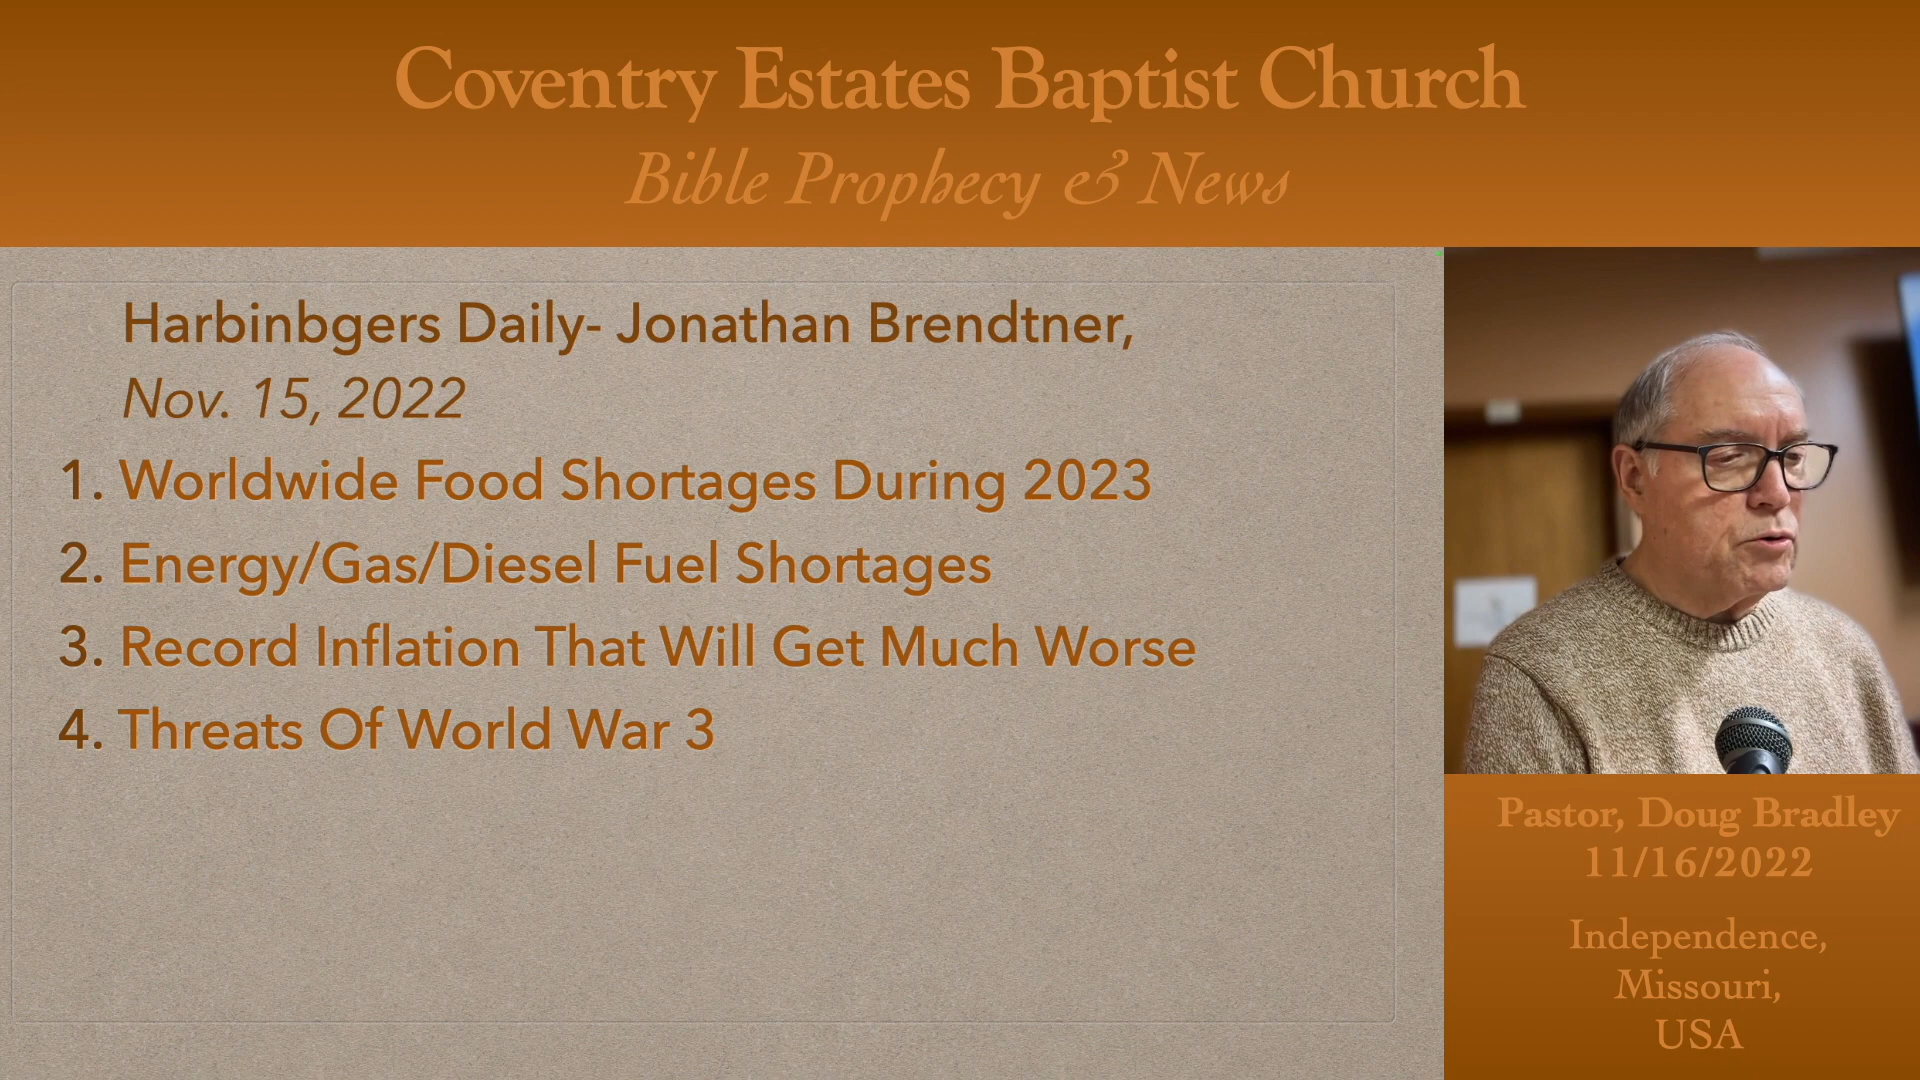 Coventry Estates Baptist Church
Bible Prophecy & News
Harbinbgers Daily- Jonathan Brendtner,
Nov. 15, 2022
1. Worldwide Food Shortages During 2023
2. Energy/Gas/Diesel Fuel Shortages
3. Record Inflation That Will Get Much Worse
4. Threats Of World War 3
Pastor, Doug Bradley
11/16/2022
Independence,
Missouri,
USA